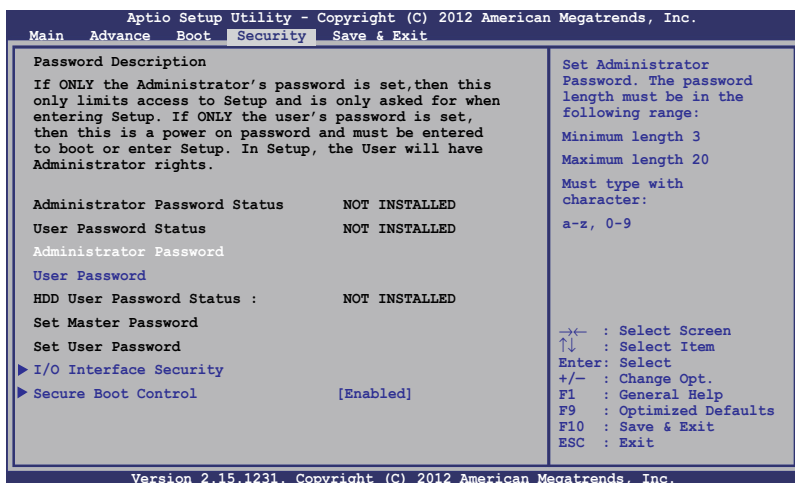 Aptio Setup Utility - Copyright (C) 2012 American Megatrends, Inc.
Main Advance Boot Security Save & Exit
Password Description
If ONLY the Administrator's password is set,then this
only limits access to Setup and is only asked for when
entering Setup. If ONLY the user's password is set,
then this is a power on password and must be entered
to boot or enter Setup. In Setup, the User will have
Administrator rights.
Administrator Password Status NOT INSTALLED
User Password Status NOT INSTALLED
Administrator Password
User Password
HDD User Password Status : NOT INSTALLED
Set Master Password
Set User Password
I/O Interface Security
Secure Boot Control [Enabled]
Set Administrator
Password. The password
length must be in the
following range:
Minimum length 3
Maximum length 20
Must type with
character:
a-z, 0-9
→← : Select Screen
↑↓ : Select Item
Enter: Select
+/— : Change Opt.
F1 : General Help
F9 : Optimized Defaults
F10 : Save & Exit
ESC : Exit
Version 2.15.1231. Copyright (C) 2012 American Megatrends, Inc.